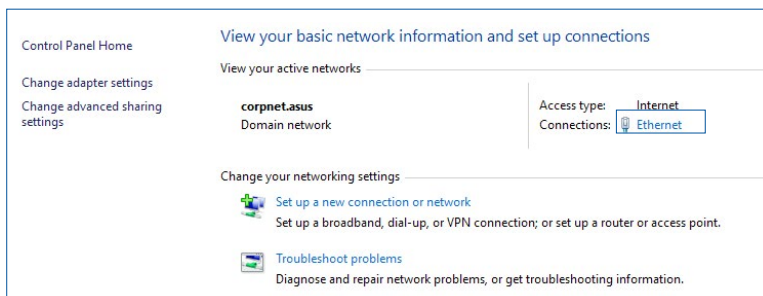 Control Panel Home
Change adapter settings
Change advanced sharing
settings
View your basic network information and set up connections
View your active networks
corpnet.asus
Domain network
Access type: Internet
Connections: Ethernet
Change your networking settings
Set up a new connection or network
Set up a broadband, dial-up, or VPN connection; or set up a router or access point.
Troubleshoot problems
Diagnose and repair network problems, or get troubleshooting information.